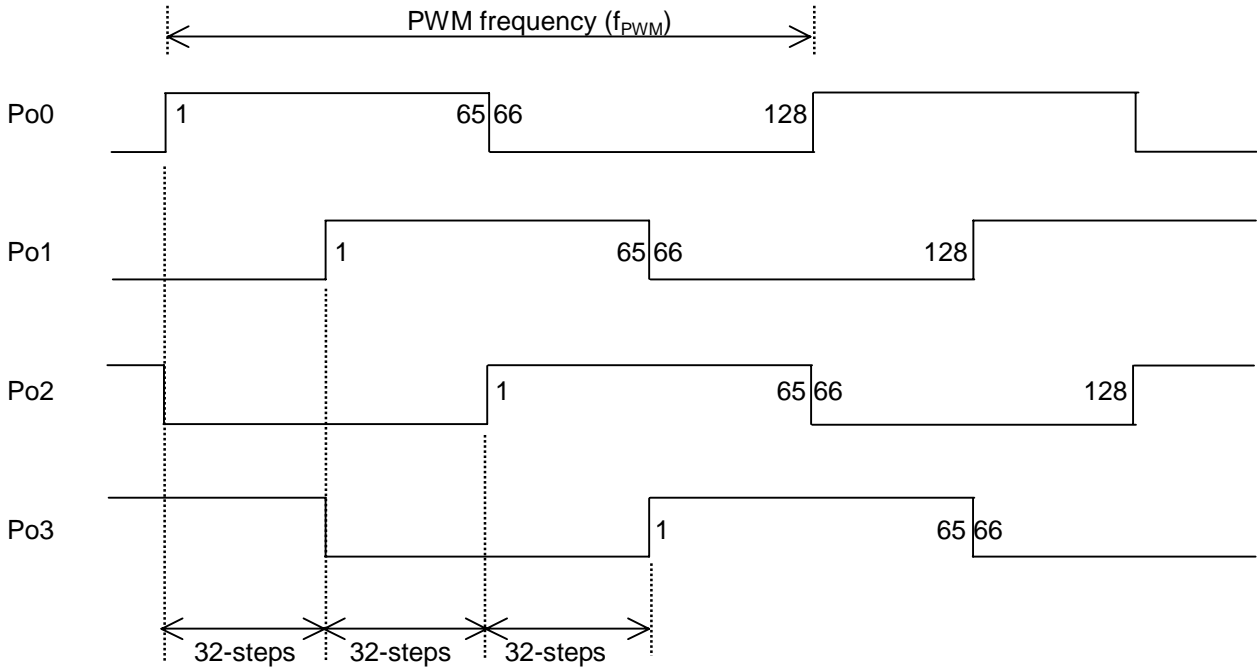 PWM frequency (fPWM)
Po0 1 65 66 128
Po1 1 65 66 128
Po2 1 65 66 128
Po3 1 65 66
32-steps 32-steps 32-steps